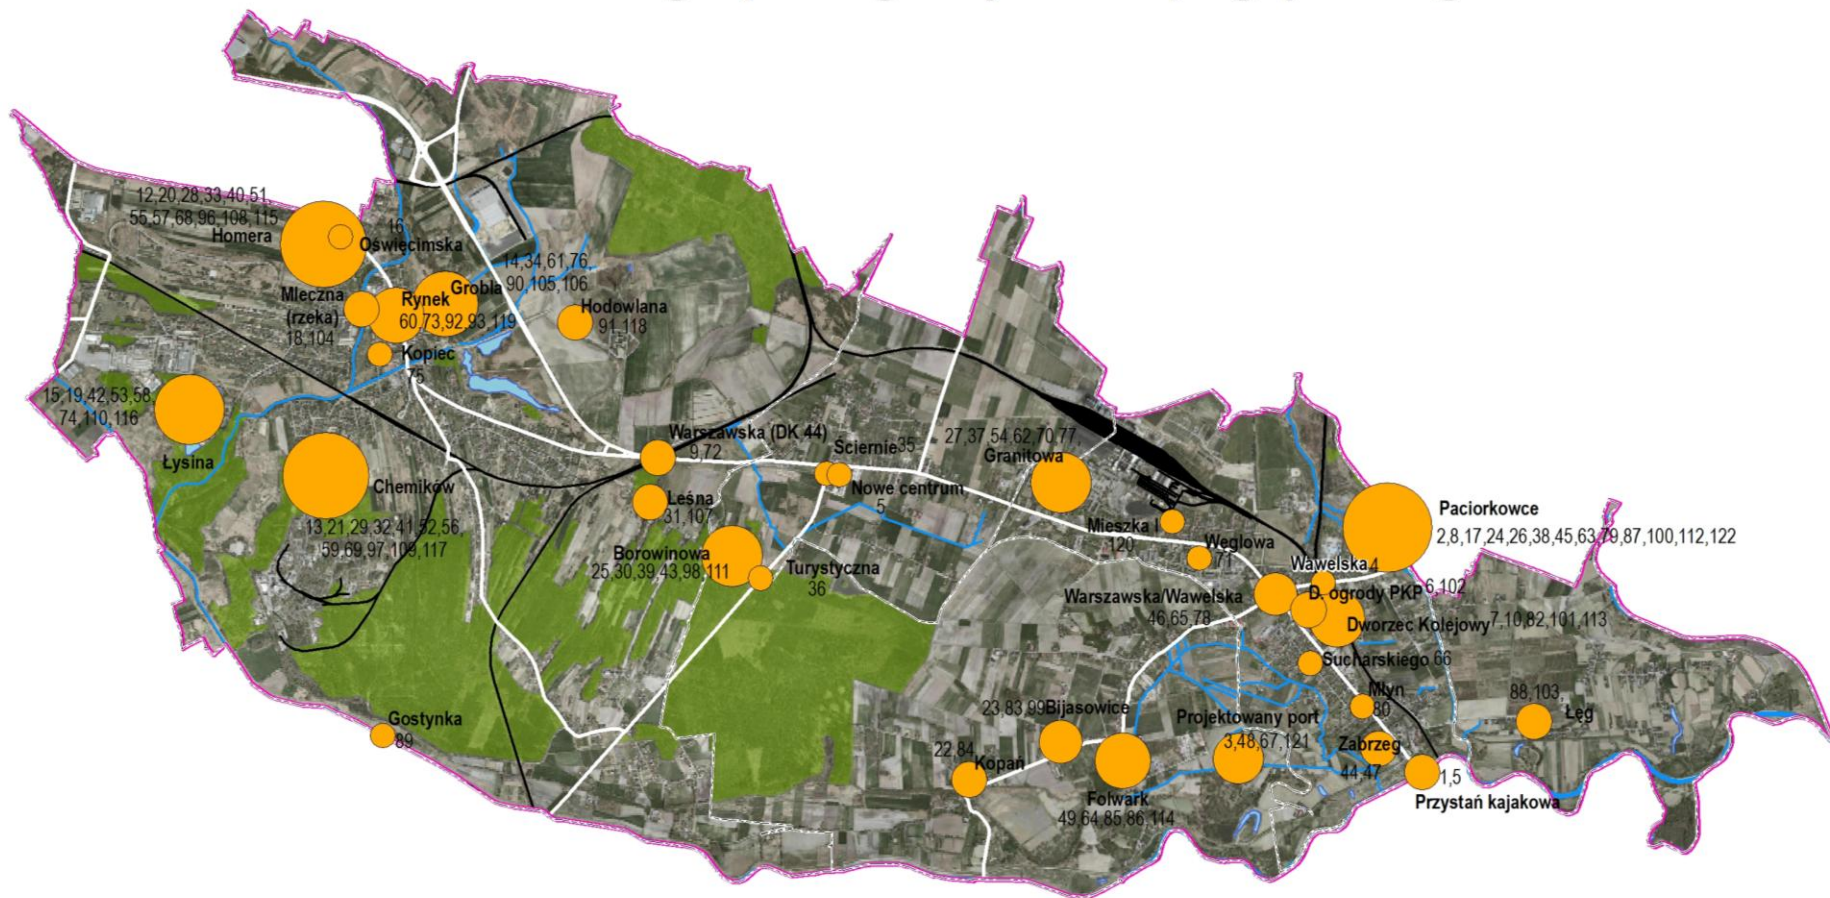 12,20,28,33,40,51,
55,57,68,96,108,115
Homera
16
Oświęcimska
14,34,61,76,
90,105,106
Grobla
Mleczna
(rzeka)
18,104
Rynek
60,73,92,93,119
Hodowlana
91,118
Kopiec
75
15,19,42,53,58,
74,110,116
Łysina
Chemików
13,21,29,32,41,52,56,
59,69,97,109,117
Warszawska (DK 44)
9,72
Ściernie 35
Nowe centrum
5
27,37,54,62,70,77,
Granitowa
Leśna
31,107
Borowinowa
25,30,39,43,98,111
Turystyczna
36
Mieszka I
120
Węglowa
71
Paciorkowce
2,8,17,24,26,38,45,63,79,87,100,112,122
Wawelska 4
Warszawska/Wawelska
46,65,78
D. ogrody PKP 6,102
Dworzec Kolejowy 7,10,82,101,113
Sucharskiego 66
Młyn
80
88,103,
Łęg
Gostynka
89
23,83,99 Bijasowice
Projektowany port
3,48,67,121
22,84,
Kopań
Zabrzeg
44,47
1,5
Przystań kajakowa
Folwark
49,64,85,86,114